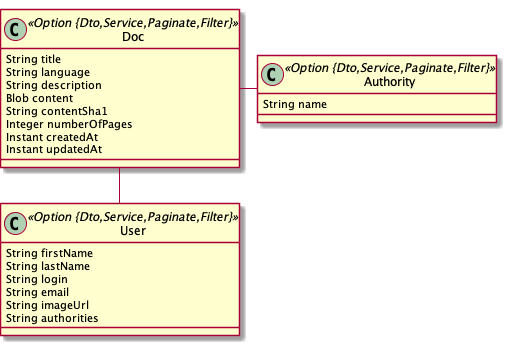 C «Option {Dto,Service,Paginate,Filter}»
Doc
String title
String language
String description
Blob content
String contentSha1
Integer numberOfPages
Instant createdAt
Instant updatedAt
C «Option {Dto,Service,Paginate,Filter}»
Authority
String name
C «Option {Dto,Service,Paginate,Filter}»
User
String firstName
String lastName
String login
String email
String imageUrl
String authorities